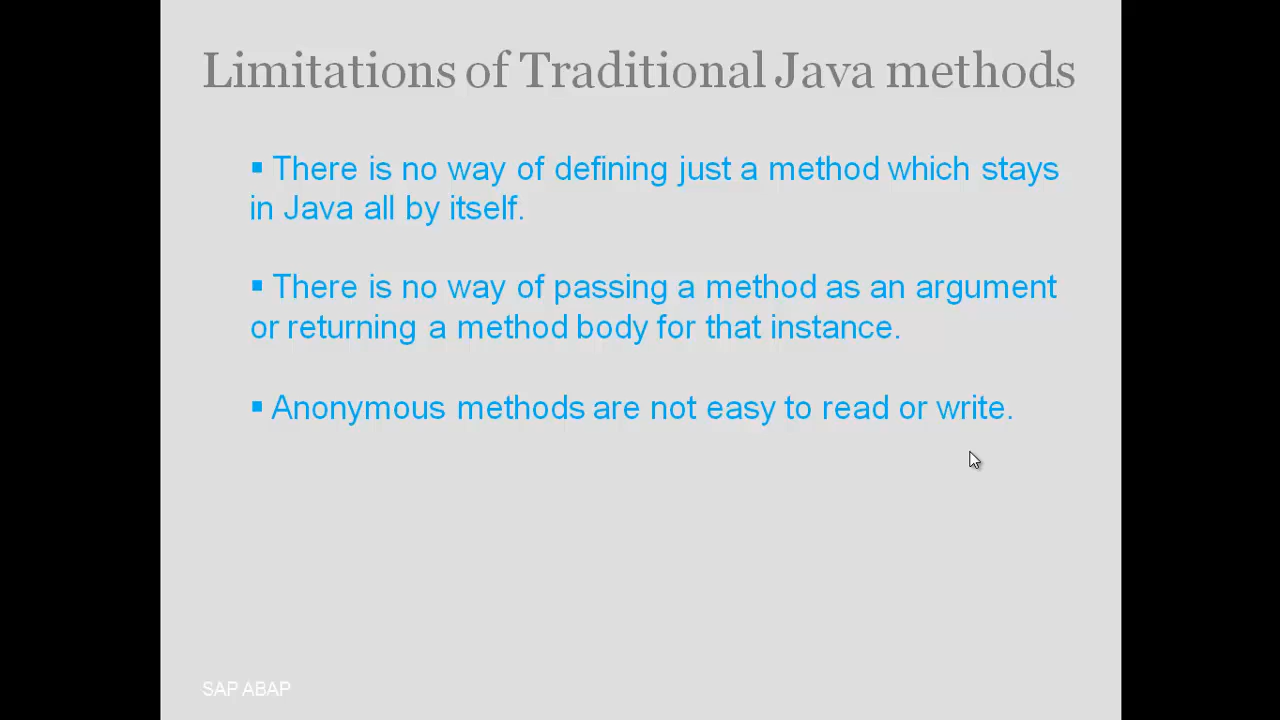 Limitations of Traditional Java methods
▪ There is no way of defining just a method which stays
in Java all by itself.
▪ There is no way of passing a method as an argument
or returning a method body for that instance.
▪ Anonymous methods are not easy to read or write.
SAP ABAP